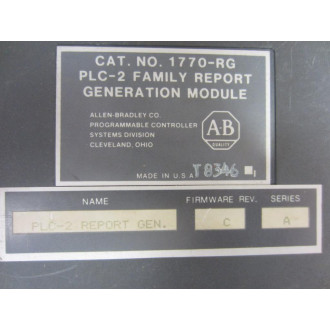 CAT. NO. 1770-RG
PLC-2 FAMILY REPORT
GENERATION MODULE
ALLEN-BRADLEY CO.
PROGRAMMABLE CONTROLLER
SYSTEMS DIVISION
CLEVELAND, OHIO
AB
QUALITY
MADE IN U.S.A
T8346
NAME FIRMWARE REV. SERIES
PLC-2 REPORT GEN. C A